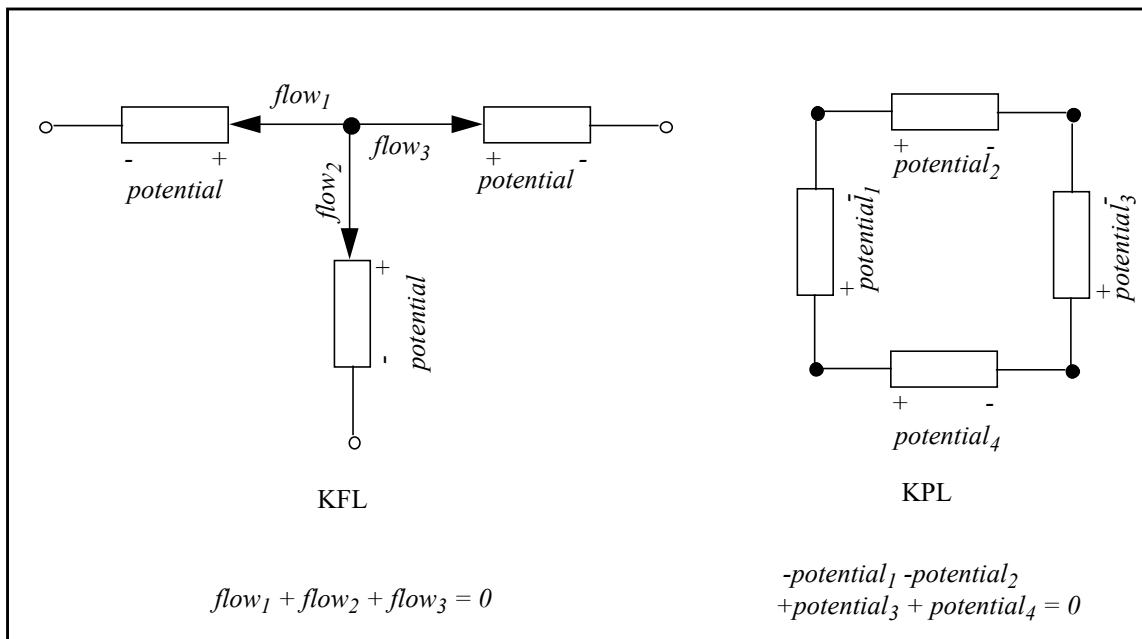 flow1
flow3
- +
potential
+ -
potential
flow2
+
-
potential
KFL
flow1 + flow2 + flow3 = 0
+ -
potential2
-
+
potential1
-
+
potential3
+ -
potential4
KPL
-potential1 -potential2
+potential3 + potential4 = 0